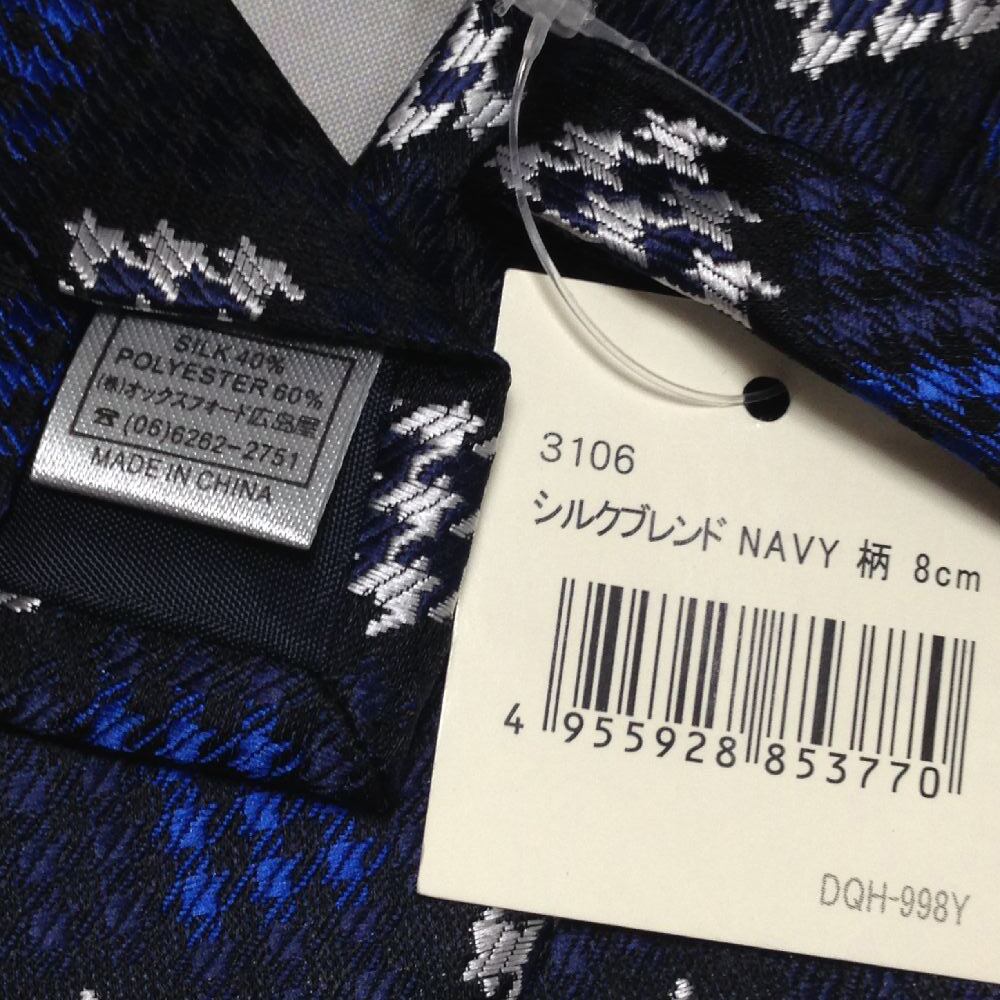 SILK 40%
POLYESTER 60%
(株)オックスフォード広島屋
☎ (06)6262-2751
MADE IN CHINA
3106
シルクブレンド NAVY 柄 8cm
4 955928 853770
DQH-998Y